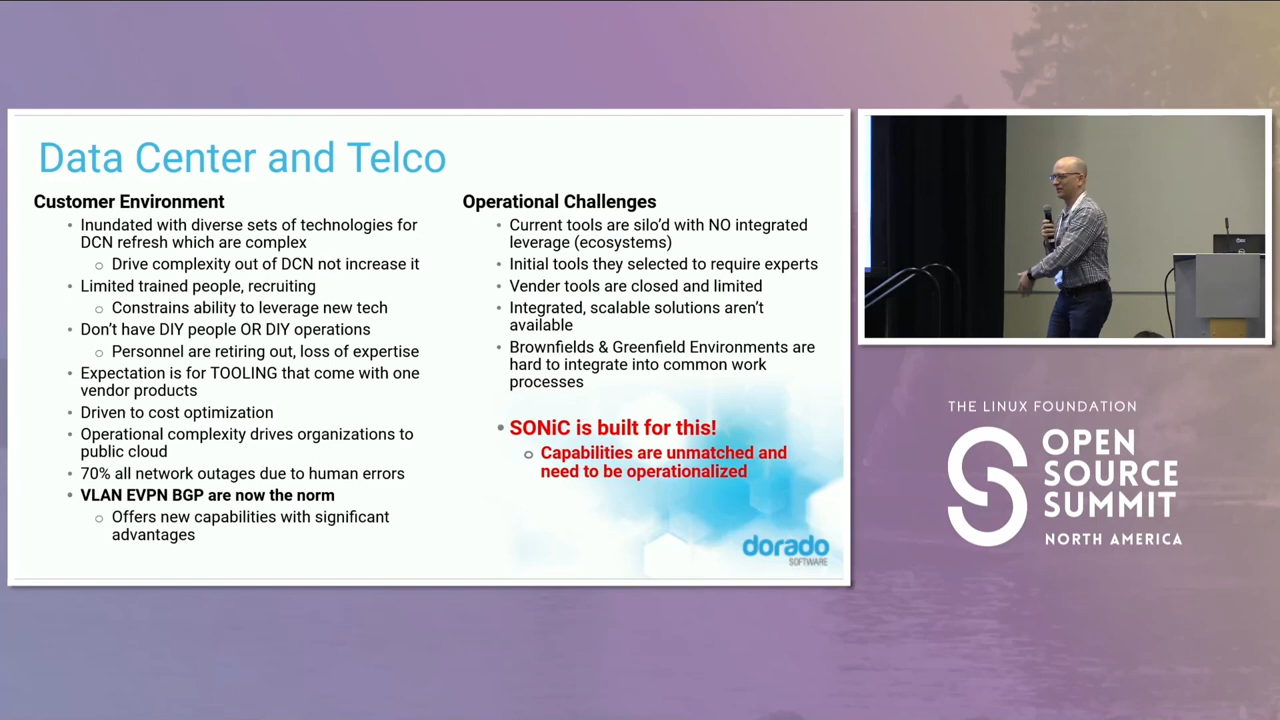 Data Center and Telco
Customer Environment
• Inundated with diverse sets of technologies for
DCN refresh which are complex
o Drive complexity out of DCN not increase it
• Limited trained people, recruiting
o Constrains ability to leverage new tech
• Don’t have DIY people OR DIY operations
o Personnel are retiring out, loss of expertise
• Expectation is for TOOLING that come with one
vendor products
• Driven to cost optimization
• Operational complexity drives organizations to
public cloud
• 70% all network outages due to human errors
• VLAN EVPN BGP are now the norm
o Offers new capabilities with significant
advantages
Operational Challenges
• Current tools are silo’d with NO integrated
leverage (ecosystems)
• Initial tools they selected to require experts
• Vender tools are closed and limited
• Integrated, scalable solutions aren’t
available
• Brownfields & Greenfield Environments are
hard to integrate into common work
processes
• SONiC is built for this!
o Capabilities are unmatched and
need to be operationalized
dorado
SOFTWARE
THE LINUX FOUNDATION
OPEN
SOURCE
SUMMIT
NORTH AMERICA